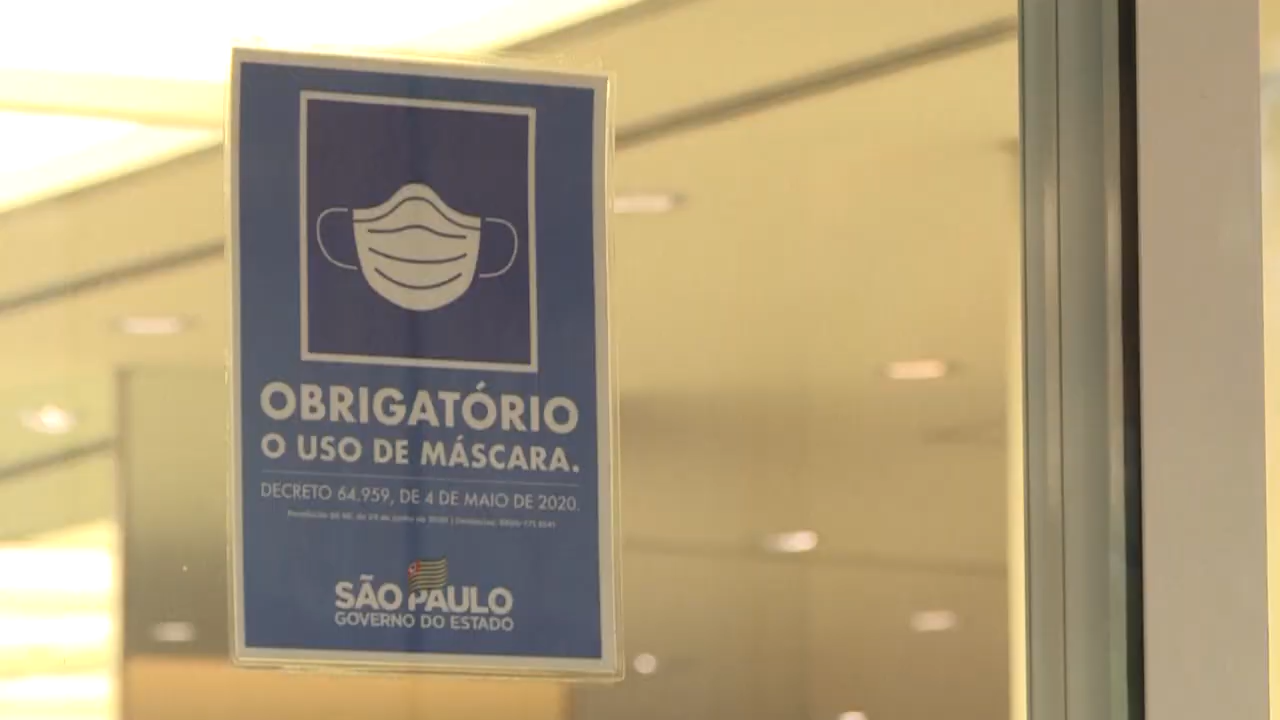 OBRIGATÓRIO
O USO DE MÁSCARA.
DECRETO 64.959, DE 4 DE MAIO DE 2020.
SÃO PAULO
GOVERNO DO ESTADO